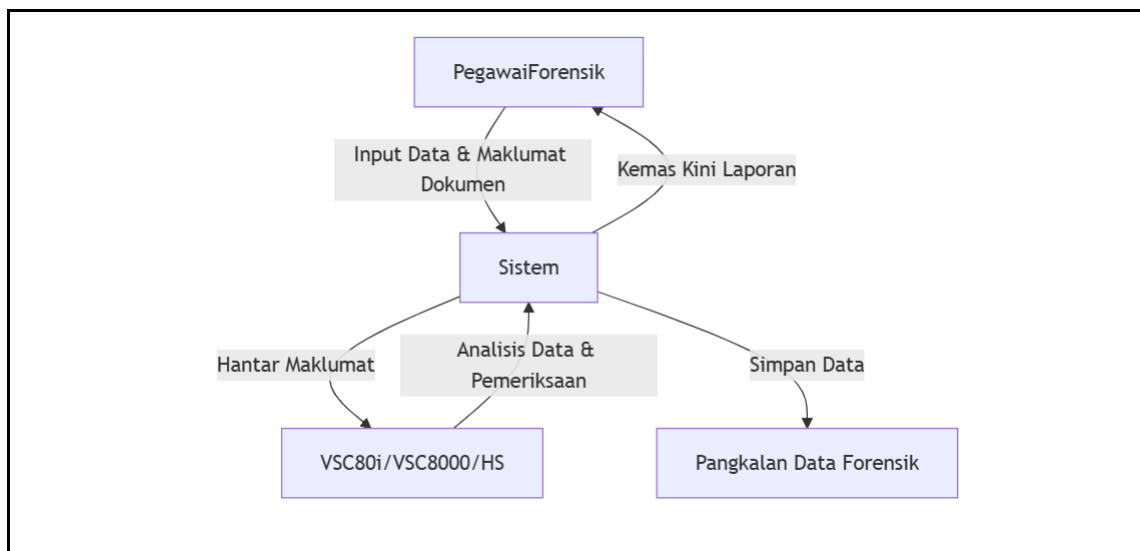 PegawaiForensik
Input Data & Maklumat
Dokumen
Kemas Kini Laporan
Sistem
Hantar Maklumat
Analisis Data &
Pemeriksaan
Simpan Data
VSC80i/VSC8000/HS
Pangkalan Data Forensik